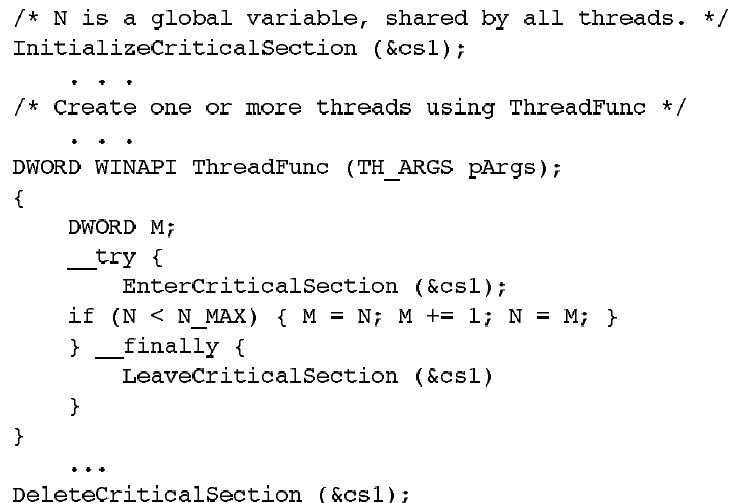 /* N is a global variable, shared by all threads. */
InitializeCriticalSection (&cs1);
. . .
/* Create one or more threads using ThreadFunc */
. . .
DWORD WINAPI ThreadFunc (TH_ARGS pArgs);
{
DWORD M;
__try {
EnterCriticalSection (&cs1);
if (N < N_MAX) { M = N; M += 1; N = M; }
} __finally {
LeaveCriticalSection (&cs1)
}
}
...
DeleteCriticalSection (&cs1);